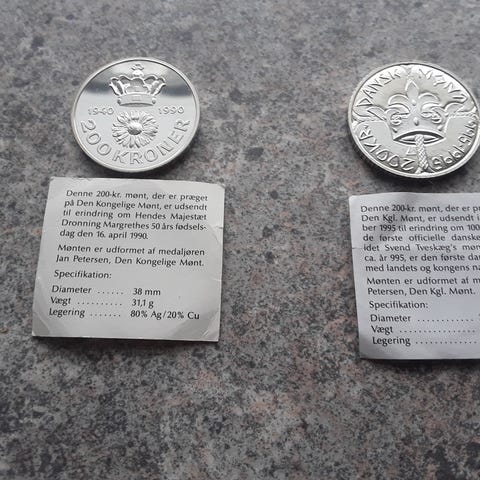 1940 1990
200 KRONER
Denne 200-kr. mønt, der er præget
på Den Kongelige Mønt, er udsendt
til erindring om Hendes Majestæt
Dronning Margrethes 50 års fødsels-
dag den 16. april 1990.
Mønten er udformet af medaljøren
Jan Petersen, Den Kongelige Mønt.
Specifikation:
Diameter ...... 38 mm
Vægt .......... 31,1 g
Legering ....... 80% Ag/20% Cu
DANSK MØNT
200 KR
995-1995
Denne 200-kr. mønt, der er
Den Kgl. Mønt, er udsendt
ber 1995 til erindring om 100
de første officielle danske
idet Svend Tveskæg's
ca. år 995, er den første
med landets og kongens
Mønten er udformet af
Petersen, Den Kgl. Mønt.
Specifikation:
Diameter ............
Vægt ...............
Legering ............